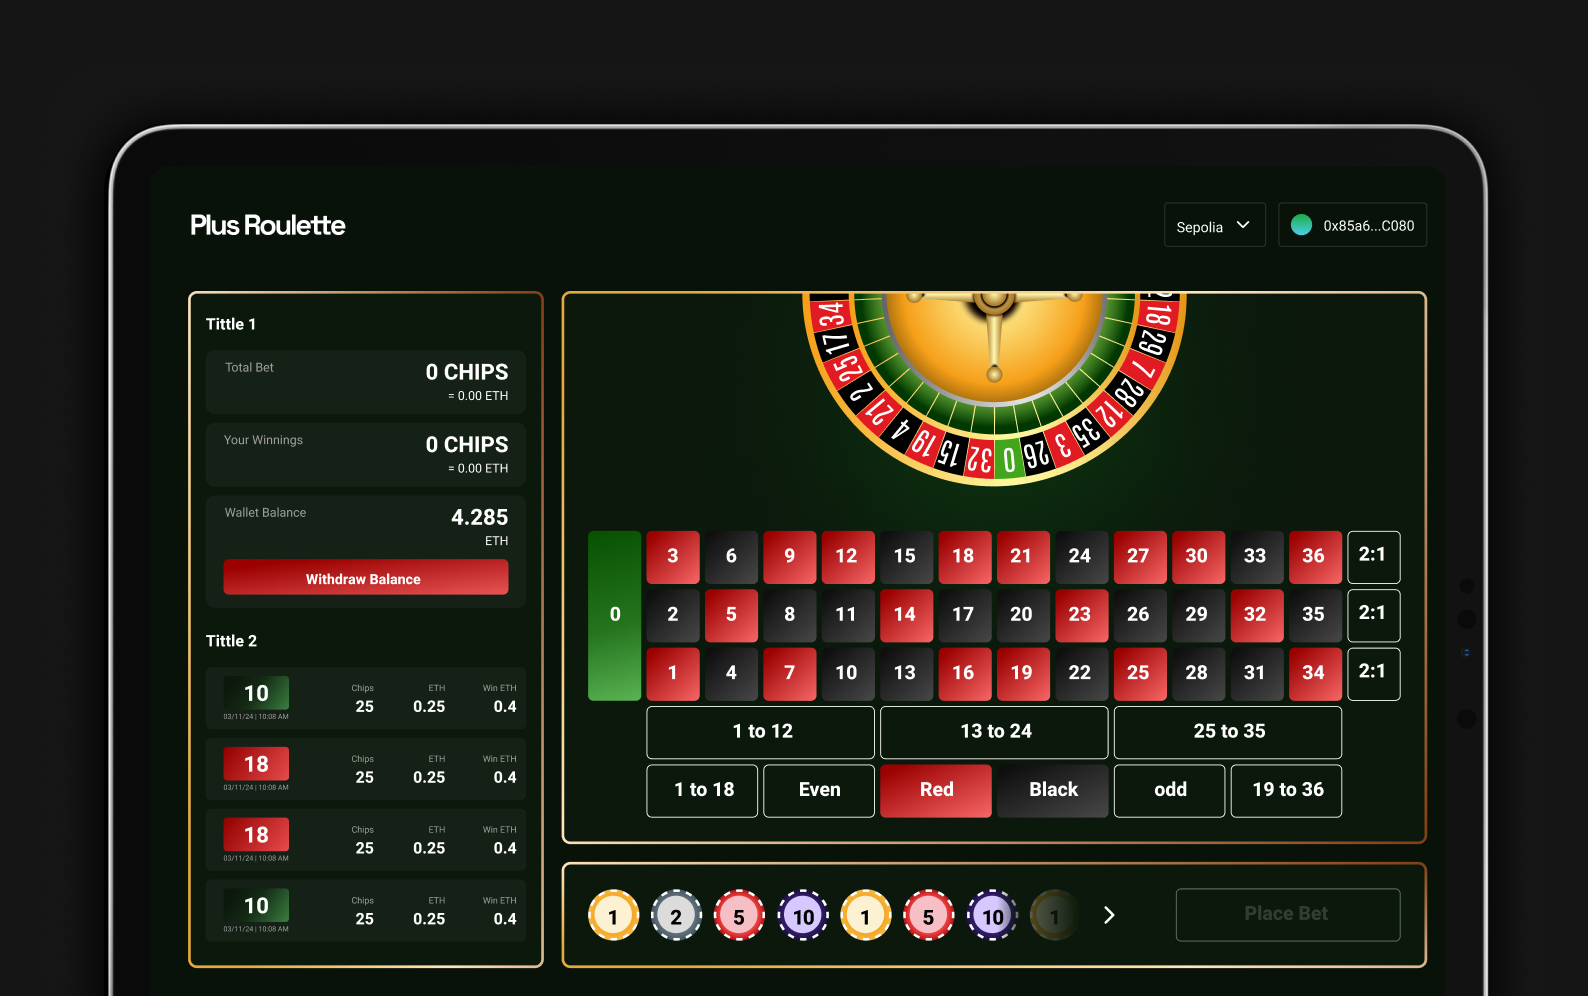 Plus Roulette
Sepolia
0x85a6...C080
Tittle 1
Total Bet
0 CHIPS
= 0.00 ETH
Your Winnings
0 CHIPS
= 0.00 ETH
Wallet Balance
4.285
ETH
Withdraw Balance
Tittle 2
10
03/11/24 | 10:08 AM
Chips ETH Win ETH
25 0.25 0.4
18
03/11/24 | 10:08 AM
Chips ETH Win ETH
25 0.25 0.4
18
03/11/24 | 10:08 AM
Chips ETH Win ETH
25 0.25 0.4
10
03/11/24 | 10:08 AM
Chips ETH Win ETH
25 0.25 0.4
34 17 25 2 21 4 19 15 32 0 26 3 35 12 28 7 29 18
3 6 9 12 15 18 21 24 27 30 33 36 2:1
0 2 5 8 11 14 17 20 23 26 29 32 35 2:1
1 4 7 10 13 16 19 22 25 28 31 34 2:1
1 to 12 13 to 24 25 to 35
1 to 18 Even Red Black odd 19 to 36
1 2 5 10 1 5 10 1
Place Bet